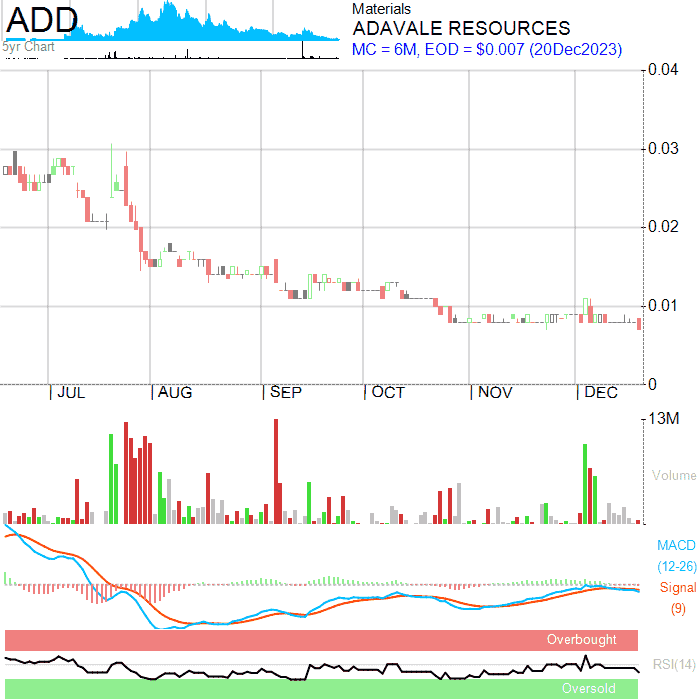 ADD
5yr Chart
Materials
ADAVALE RESOURCES
MC = 6M, EOD = $0.007 (20Dec2023)
0.04
0.03
0.02
0.01
0
JUL AUG SEP OCT NOV DEC
13M
Volume
MACD
(12-26)
Signal
(9)
Overbought
RSI(14)
Oversold